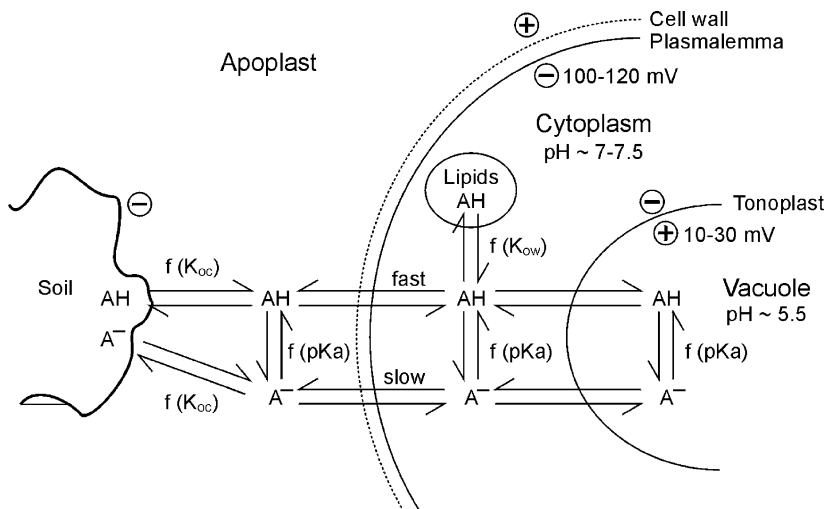 Cell wall
Plasmalemma
+
Apoplast
− 100-120 mV
Cytoplasm
pH ~ 7-7.5
Lipids
AH
−
− Tonoplast
+ 10-30 mV
f (Kow)
f (Koc)
fast
Soil
AH
AH
AH
AH
Vacuole
pH ~ 5.5
A−
f (pKa)
f (pKa)
f (pKa)
slow
f (Koc)
A−
A−
A−